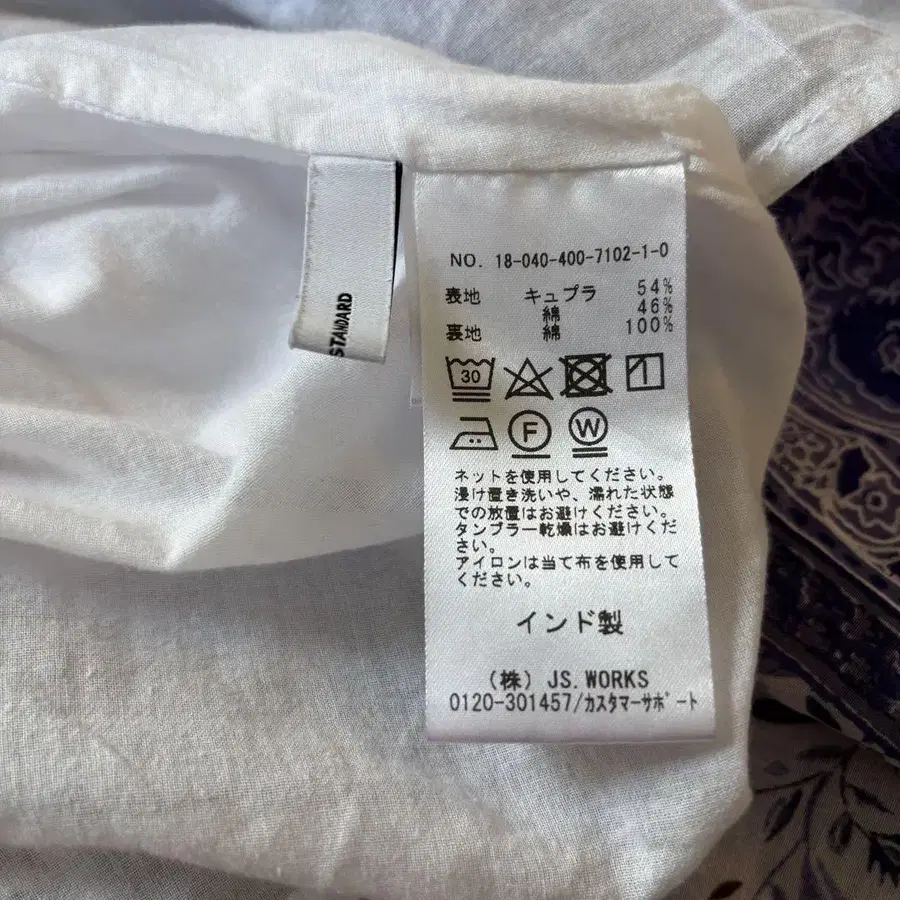 STANDARD
NO. 18-040-400-7102-1-0
表地 キュプラ 54%
綿 46%
裏地 綿 100%
30
F W
ネットを使用してください。
浸け置き洗いや、濡れた状態
での放置はお避けください。
タンブラー乾燥はお避けくだ
さい。
アイロンは当て布を使用して
ください。
インド製
(株) JS.WORKS
0120-301457/カスタマーサポート